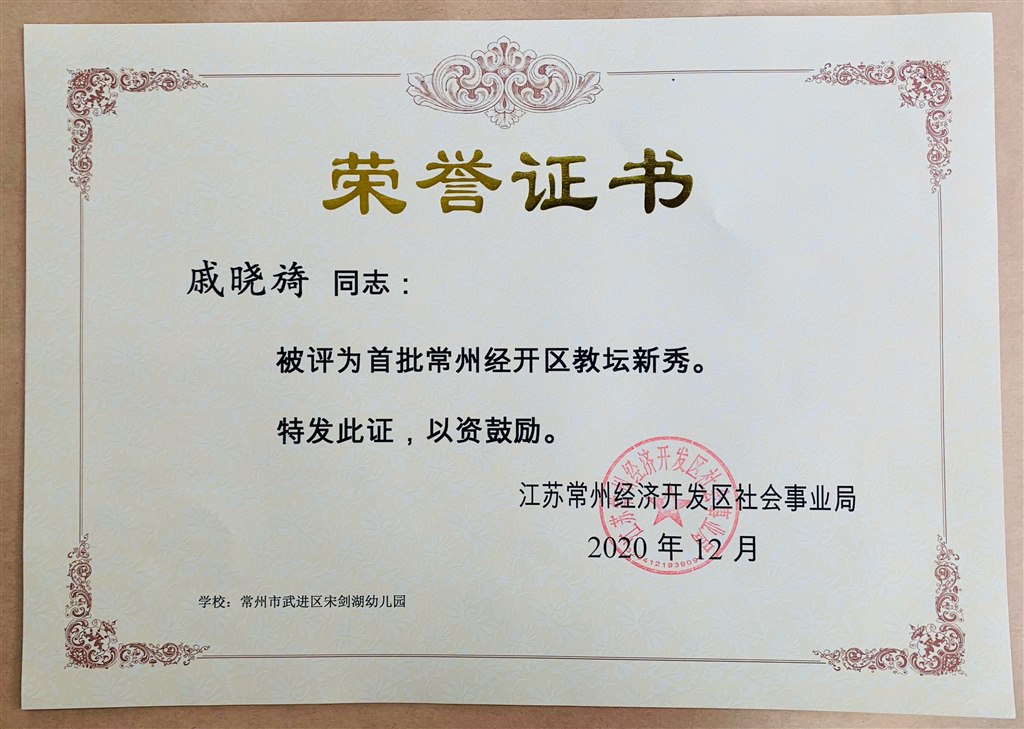 荣誉证书
戚晓旖 同志：
被评为首批常州经开区教坛新秀。
特发此证，以资鼓励。
江苏常州经济开发区社会事业局
2020 年 12 月
学校：常州市武进区宋剑湖幼儿园